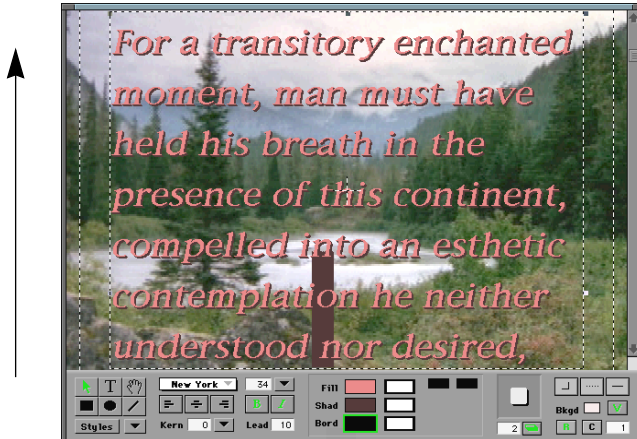 For a transitory enchanted
moment, man must have
held his breath in the
presence of this continent,
compelled into an esthetic
contemplation he neither
understood nor desired,
T
New York 34
Fill
B I
Shad
Styles
Kern 0 Lead 10
Bord
2
Bkgd V
R C 1